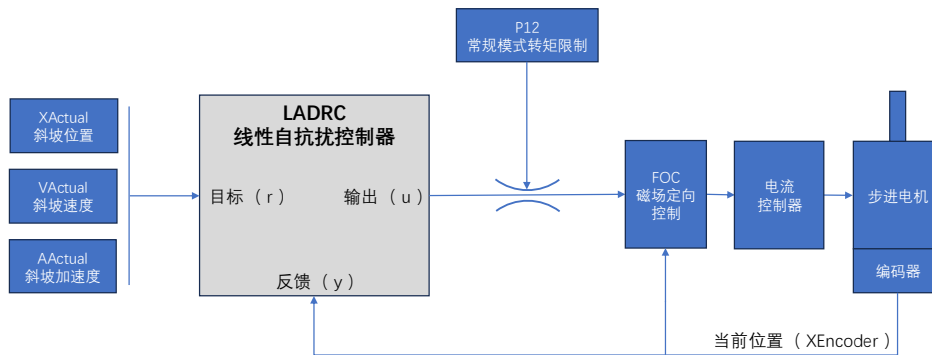 P12
常规模式转矩限制
XActual
斜坡位置
VActual
斜坡速度
AActual
斜坡加速度
LADRC
线性自抗扰控制器
目标（r） 输出（u）
反馈（y）
FOC
磁场定向
控制
电流
控制器
步进电机
编码器
当前位置（XEncoder）